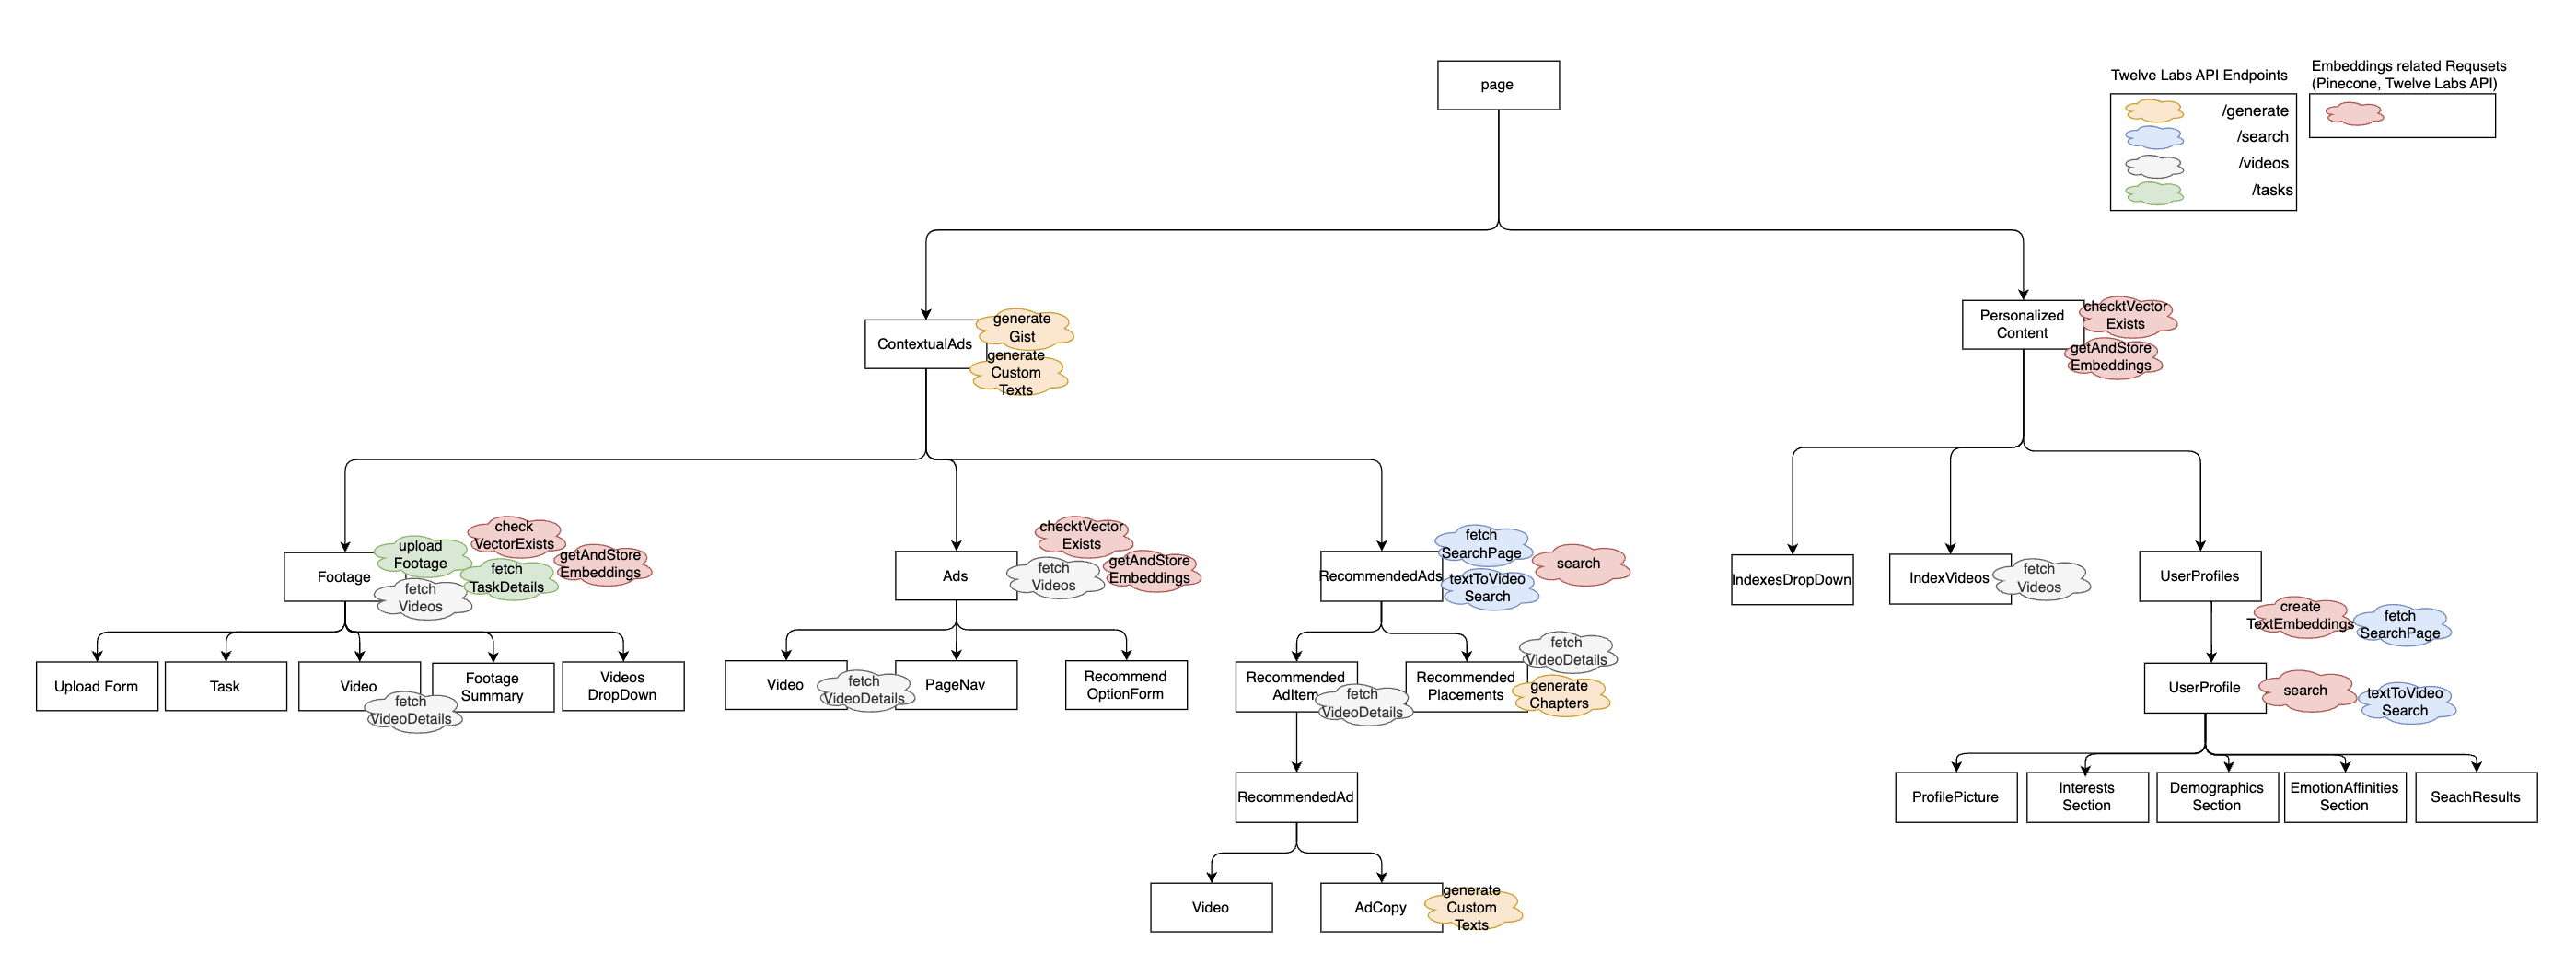 page
Twelve Labs API Endpoints
/generate
/search
/videos
/tasks
Embeddings related Requsets
(Pinecone, Twelve Labs API)
ContextualAds
generate
Gist
generate
Custom
Texts
Personalized
Content
checktVector
Exists
getAndStore
Embeddings
Footage
upload
Footage
check
VectorExists
fetch
TaskDetails
getAndStore
Embeddings
fetch
Videos
Ads
checktVector
Exists
fetch
Videos
getAndStore
Embeddings
RecommendedAds
fetch
SearchPage
textToVideo
Search
search
IndexesDropDown
IndexVideos
fetch
Videos
UserProfiles
create
TextEmbeddings
fetch
SearchPage
Upload Form
Task
Video
fetch
VideoDetails
Footage
Summary
Videos
DropDown
Video
fetch
VideoDetails
PageNav
Recommend
OptionForm
Recommended
AdItem
fetch
VideoDetails
Recommended
Placements
fetch
VideoDetails
generate
Chapters
UserProfile
search
textToVideo
Search
RecommendedAd
ProfilePicture
Interests
Section
Demographics
Section
EmotionAffinities
Section
SeachResults
Video
AdCopy
generate
Custom
Texts